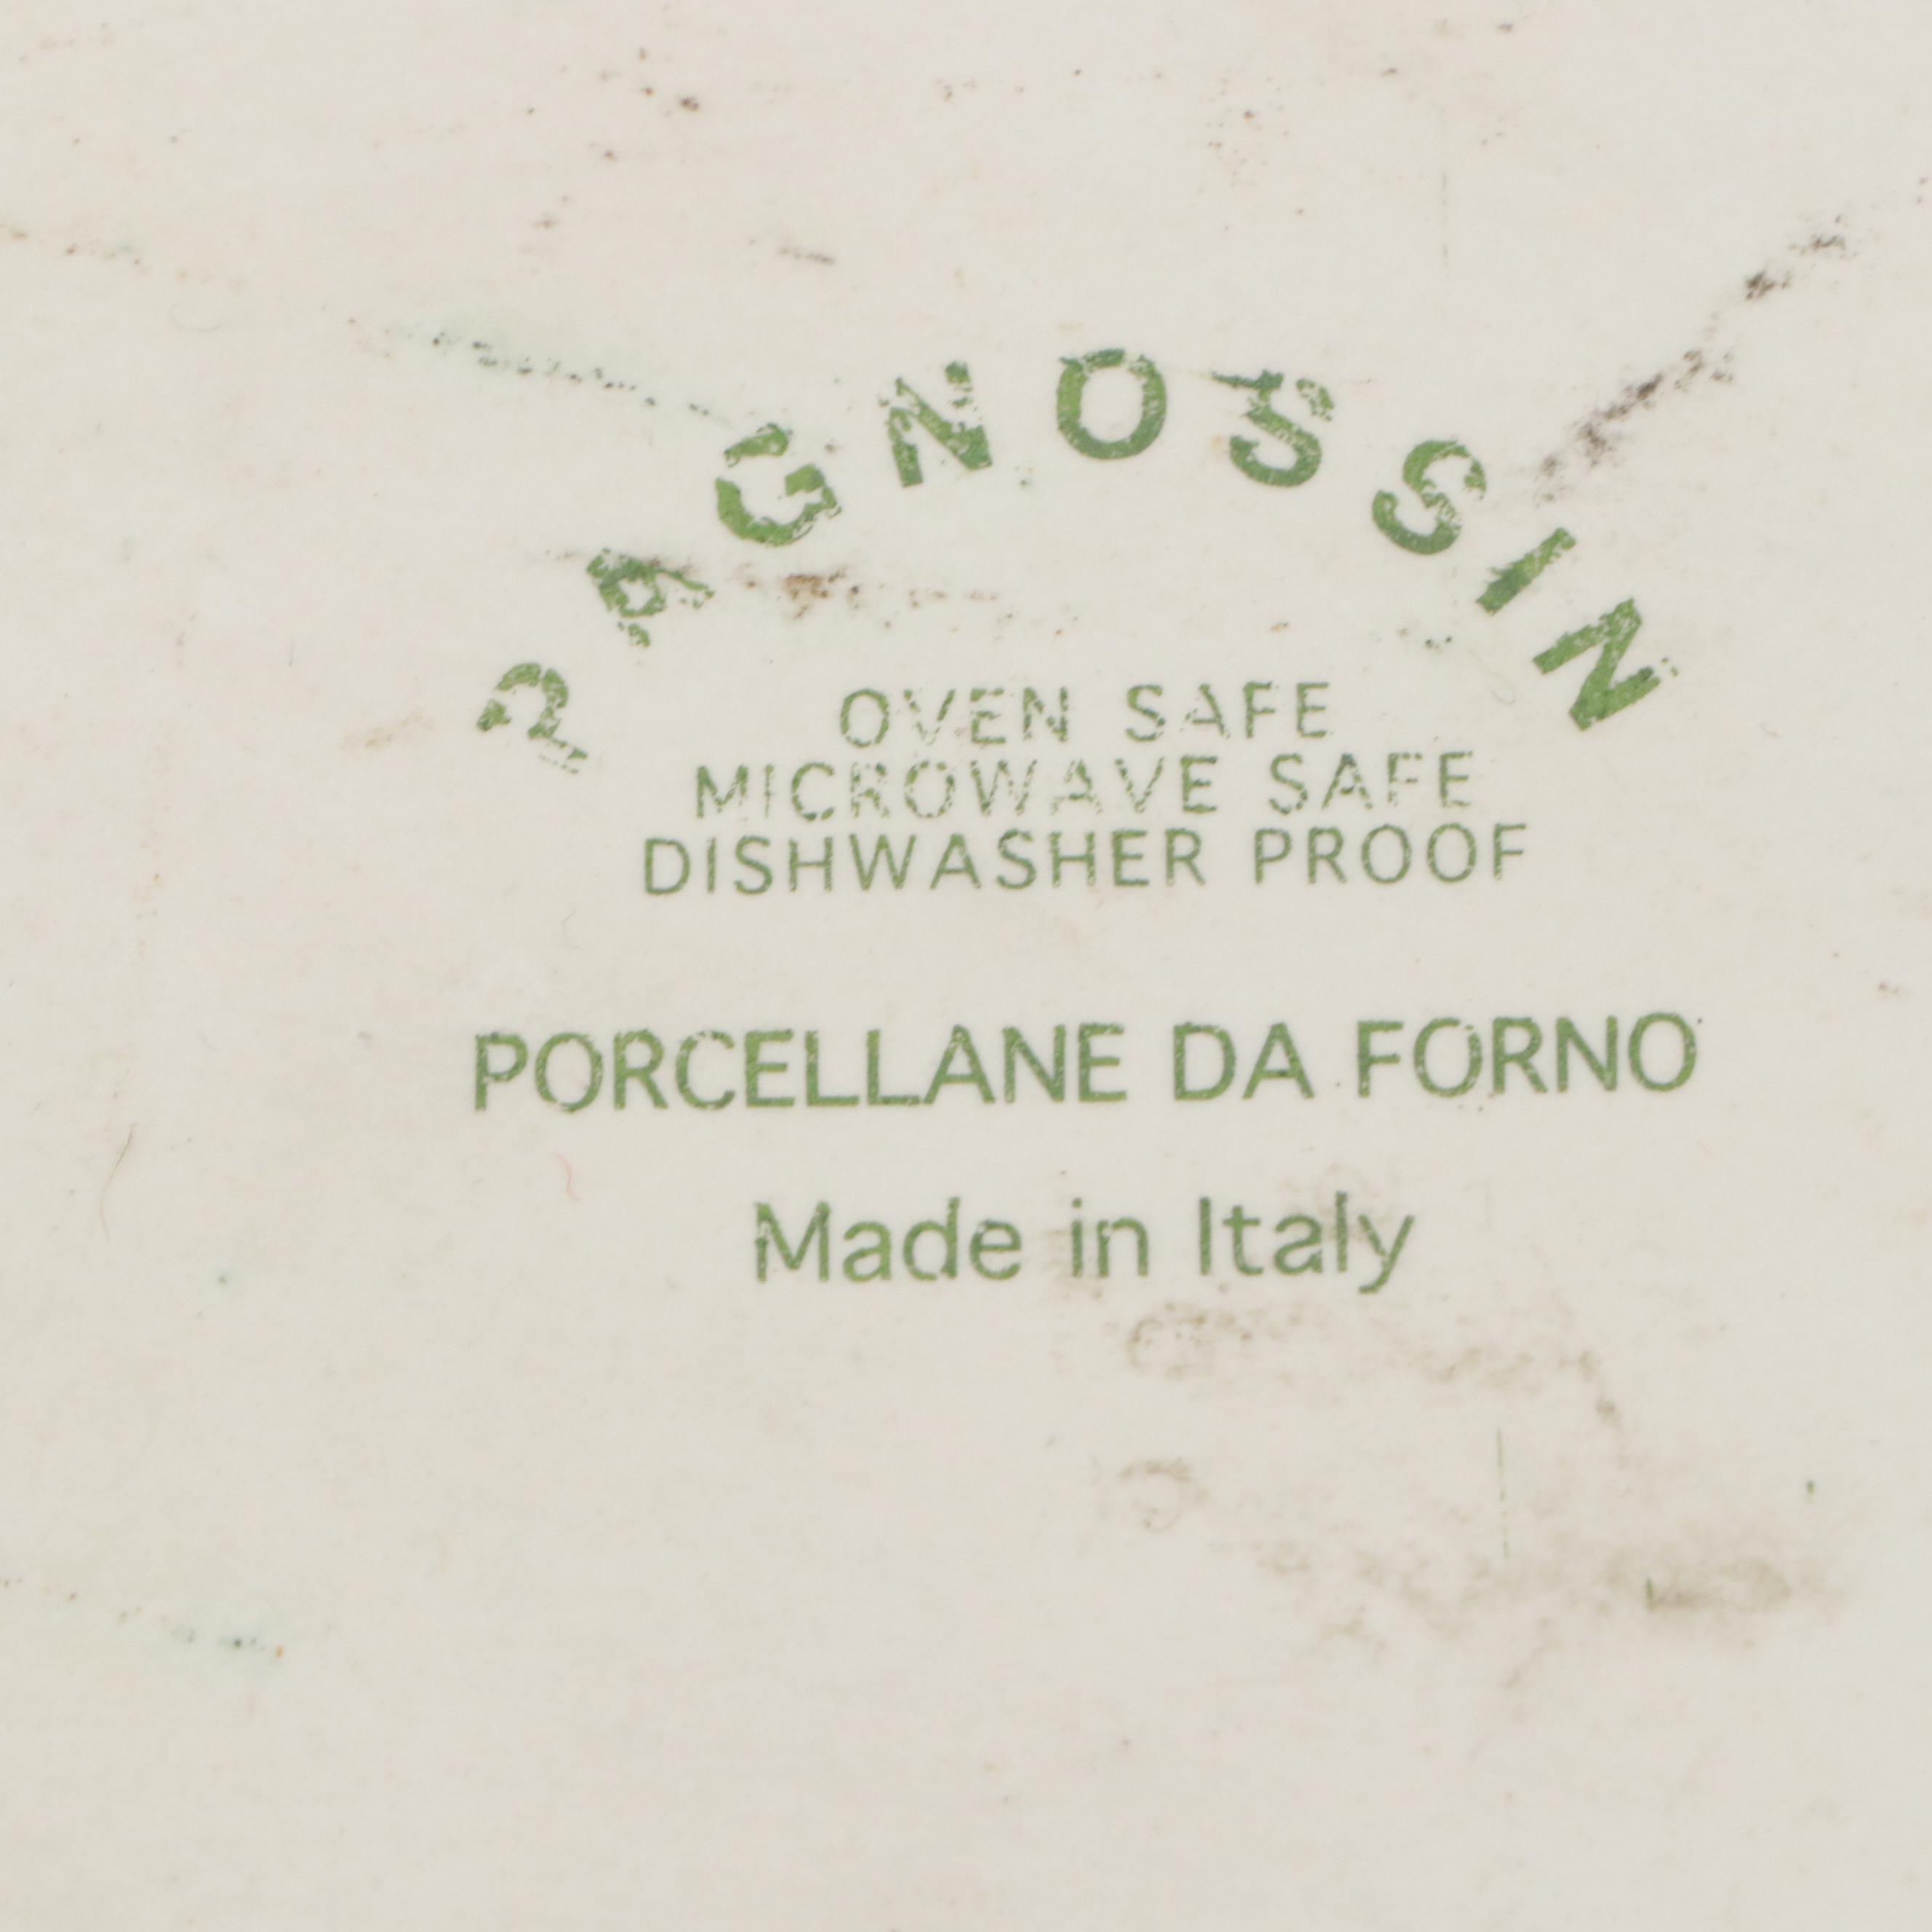 PAGNOSSIN
OVEN SAFE
MICROWAVE SAFE
DISHWASHER PROOF
PORCELLANE DA FORNO
Made in Italy